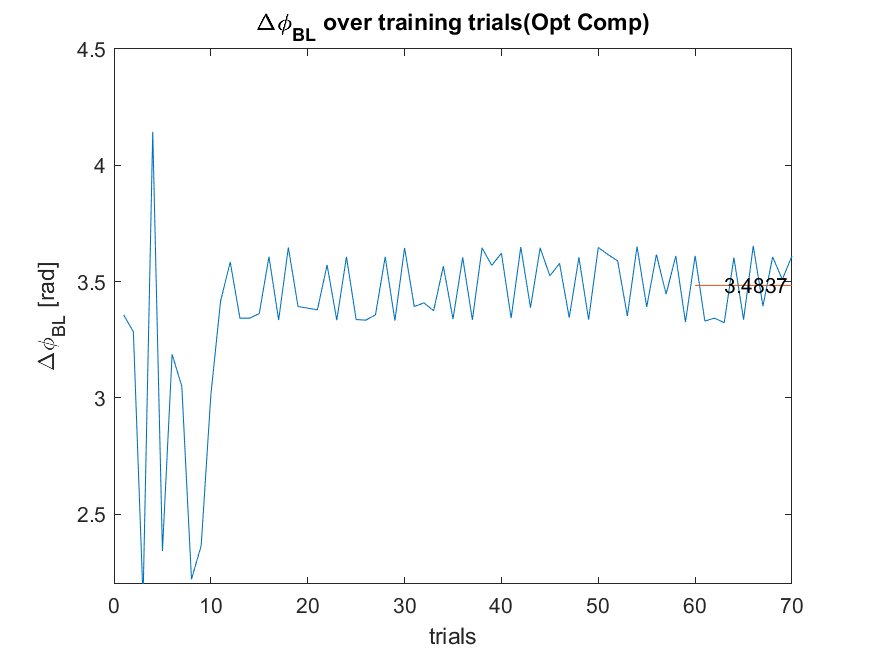 Δϕ_BL over training trials(Opt Comp)
Δϕ_BL [rad]
4.5
4
3.5
3
2.5
3.4837
0 10 20 30 40 50 60 70
trials